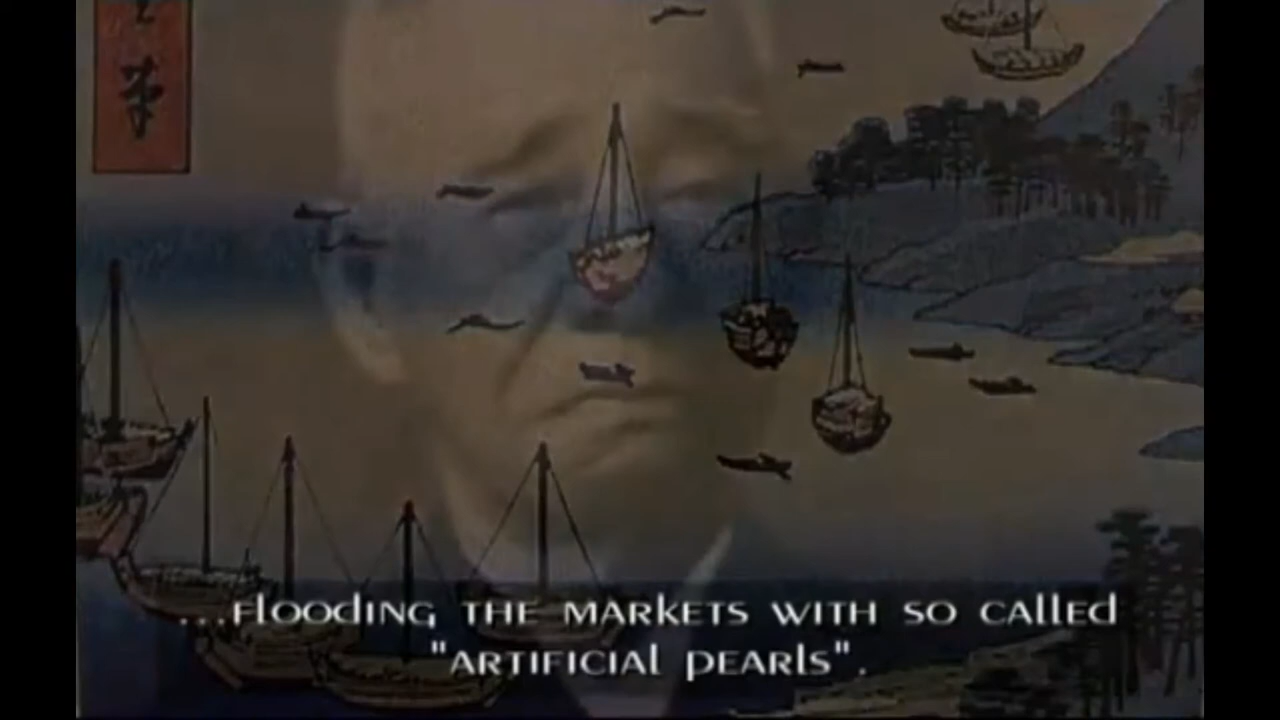 ...flooding the markets with so called
"artificial pearls".